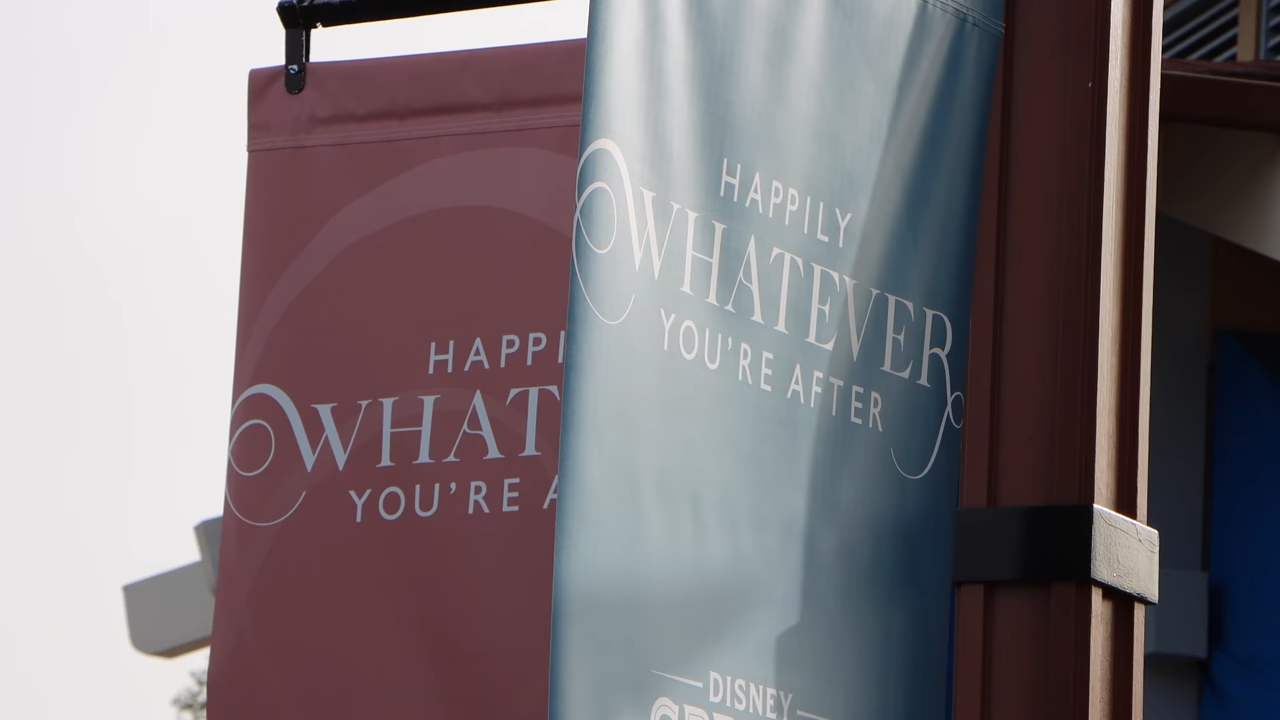 HAPPI
WHAT
YOU'RE A
HAPPILY
WHATEVER
YOU'RE AFTER
DISNEY